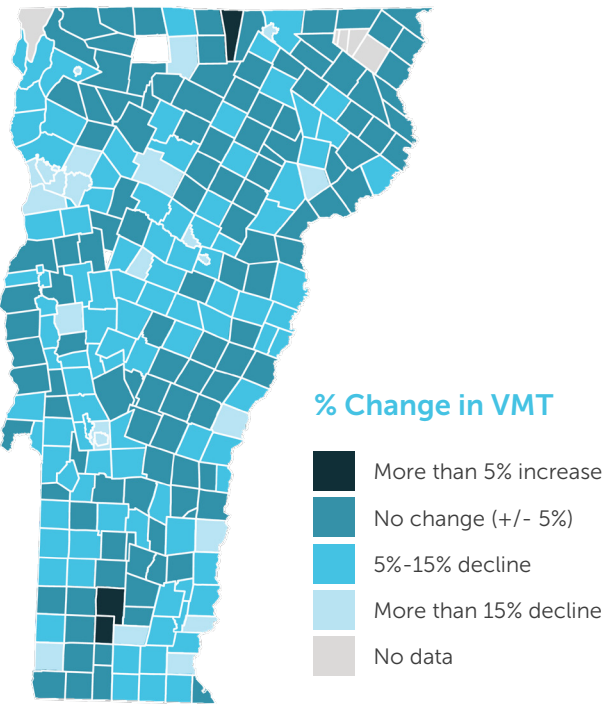 % Change in VMT
More than 5% increase
No change (+/- 5%)
5%-15% decline
More than 15% decline
No data